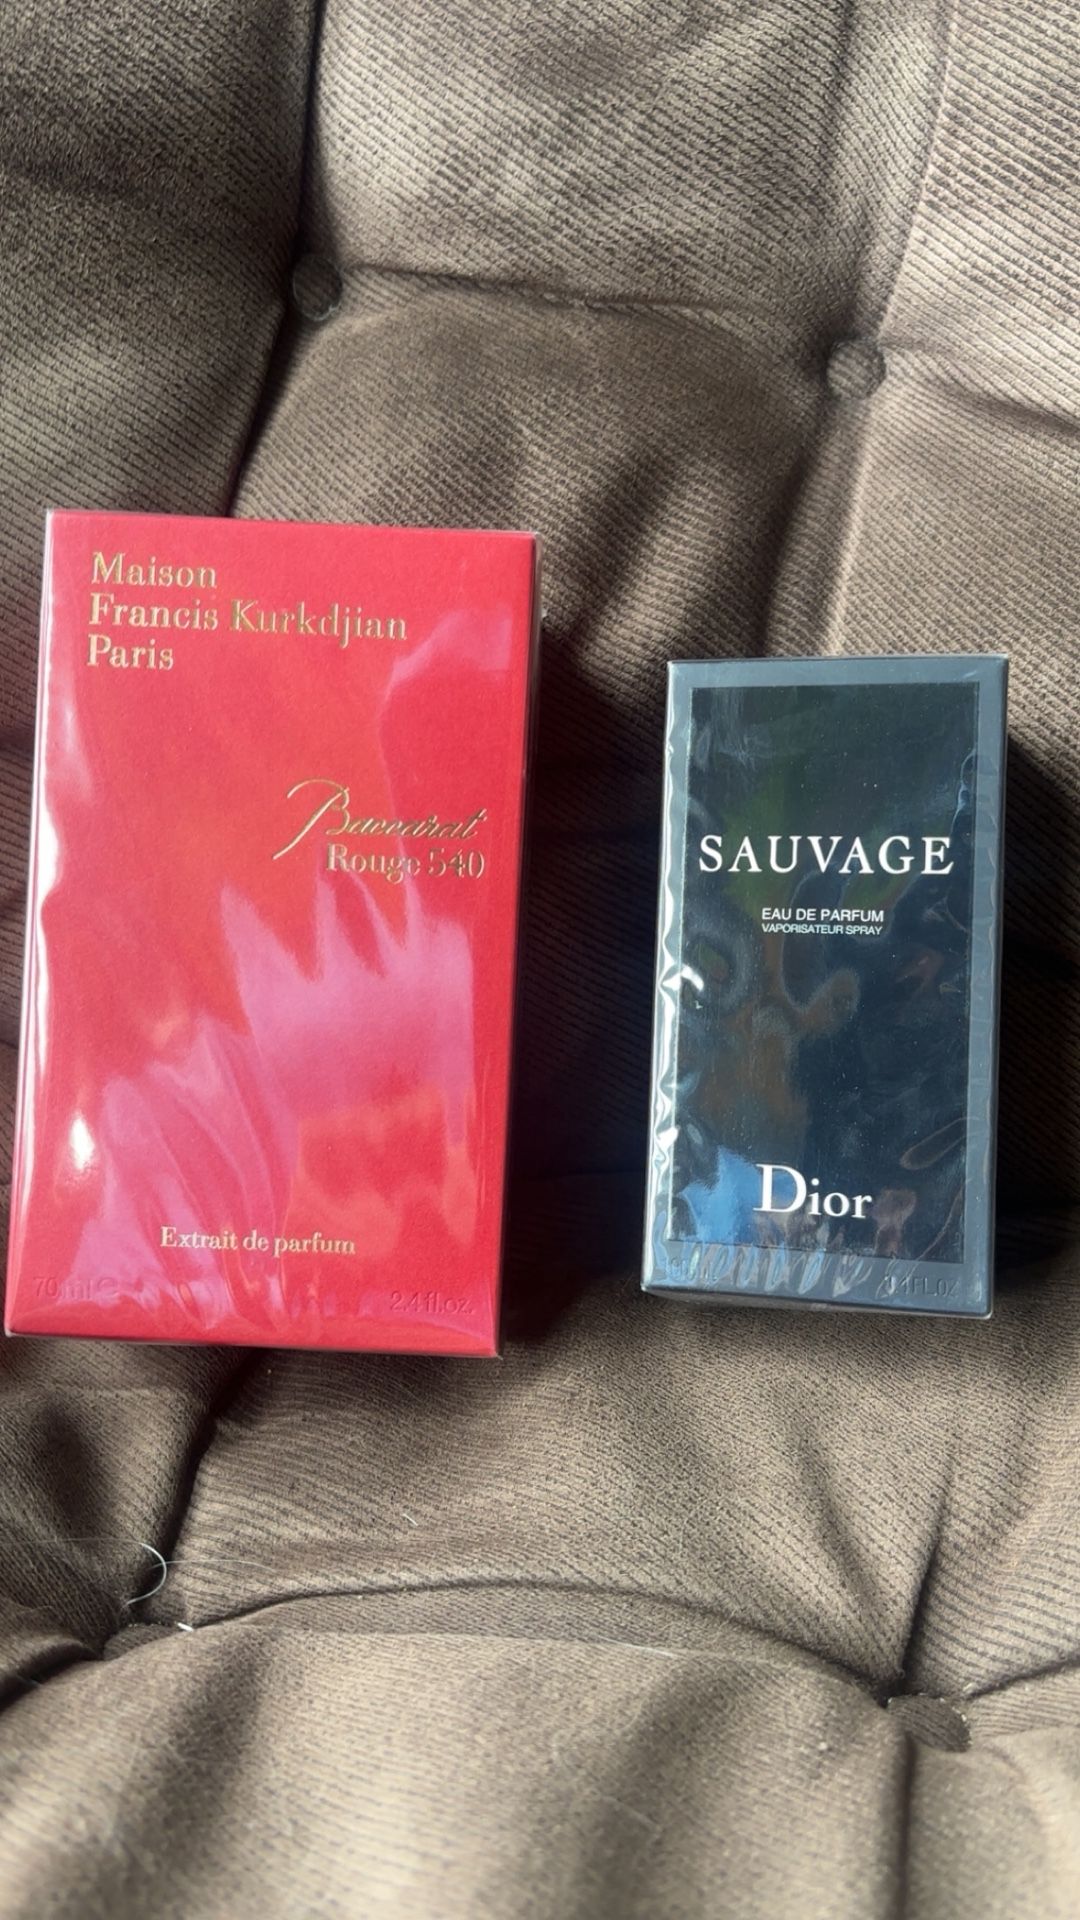 Maison
Francis Kurkdjian
Paris
Baccarat
Rouge 540
Extrait de parfum
70 ml
2.4 fl.oz.
SAUVAGE
EAU DE PARFUM
VAPORISATEUR SPRAY
Dior